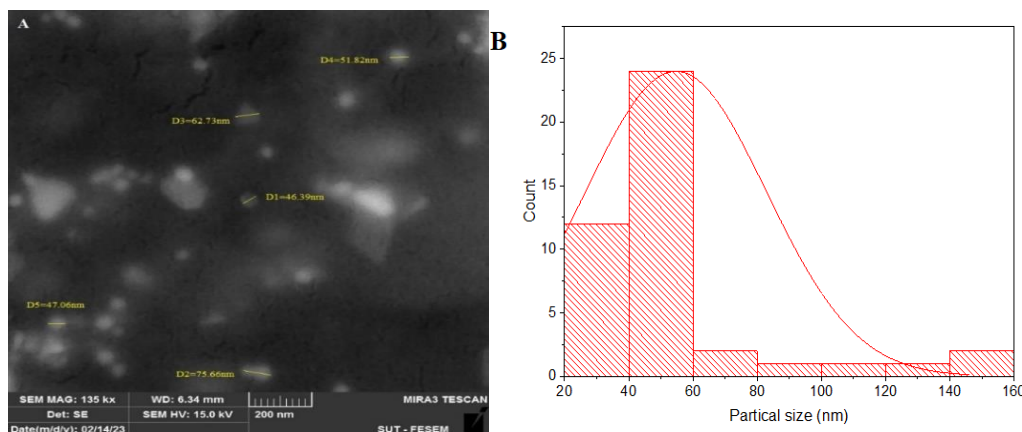 A
D4=51.82nm
D3=62.73nm
D1=46.39nm
D5=47.06nm
D2=75.66nm
SEM MAG: 135 kx WD: 6.34 mm MIRA3 TESCAN
Det: SE SEM HV: 15.0 kV 200 nm
Date(m/d/y): 02/14/23 SUT - FESEM
B
25
20
15
10
5
0
Count
20 40 60 80 100 120 140 160
Partical size (nm)